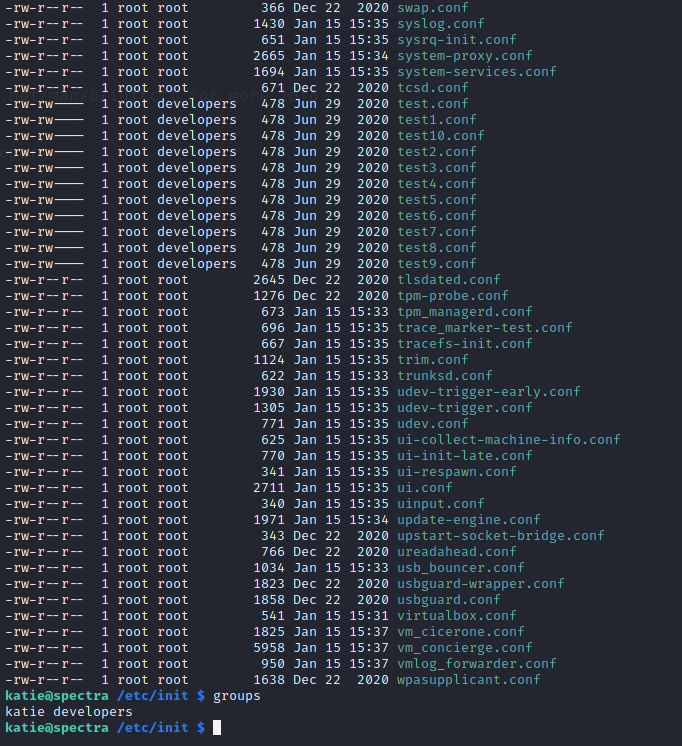 -rw-r--r-- 1 root root 366 Dec 22 2020 swap.conf
-rw-r--r-- 1 root root 1430 Jan 15 15:35 syslog.conf
-rw-r--r-- 1 root root 651 Jan 15 15:35 sysrq-init.conf
-rw-r--r-- 1 root root 2665 Jan 15 15:34 system-proxy.conf
-rw-r--r-- 1 root root 1694 Jan 15 15:35 system-services.conf
-rw-r--r-- 1 root root 671 Dec 22 2020 tcsd.conf
-rw-rw---- 1 root developers 478 Jun 29 2020 test.conf
-rw-rw---- 1 root developers 478 Jun 29 2020 test1.conf
-rw-rw---- 1 root developers 478 Jun 29 2020 test10.conf
-rw-rw---- 1 root developers 478 Jun 29 2020 test2.conf
-rw-rw---- 1 root developers 478 Jun 29 2020 test3.conf
-rw-rw---- 1 root developers 478 Jun 29 2020 test4.conf
-rw-rw---- 1 root developers 478 Jun 29 2020 test5.conf
-rw-rw---- 1 root developers 478 Jun 29 2020 test6.conf
-rw-rw---- 1 root developers 478 Jun 29 2020 test7.conf
-rw-rw---- 1 root developers 478 Jun 29 2020 test8.conf
-rw-rw---- 1 root developers 478 Jun 29 2020 test9.conf
-rw-r--r-- 1 root root 2645 Dec 22 2020 tlsdated.conf
-rw-r--r-- 1 root root 1276 Dec 22 2020 tpm-probe.conf
-rw-r--r-- 1 root root 673 Jan 15 15:33 tpm_managerd.conf
-rw-r--r-- 1 root root 696 Jan 15 15:35 trace_marker-test.conf
-rw-r--r-- 1 root root 667 Jan 15 15:35 tracefs-init.conf
-rw-r--r-- 1 root root 1124 Jan 15 15:35 trim.conf
-rw-r--r-- 1 root root 622 Jan 15 15:33 trunksd.conf
-rw-r--r-- 1 root root 1930 Jan 15 15:35 udev-trigger-early.conf
-rw-r--r-- 1 root root 1305 Jan 15 15:35 udev-trigger.conf
-rw-r--r-- 1 root root 771 Jan 15 15:35 udev.conf
-rw-r--r-- 1 root root 625 Jan 15 15:35 ui-collect-machine-info.conf
-rw-r--r-- 1 root root 770 Jan 15 15:35 ui-init-late.conf
-rw-r--r-- 1 root root 341 Jan 15 15:35 ui-respawn.conf
-rw-r--r-- 1 root root 2711 Jan 15 15:35 ui.conf
-rw-r--r-- 1 root root 340 Jan 15 15:35 uinput.conf
-rw-r--r-- 1 root root 1971 Jan 15 15:34 update-engine.conf
-rw-r--r-- 1 root root 343 Dec 22 2020 upstart-socket-bridge.conf
-rw-r--r-- 1 root root 766 Dec 22 2020 ureadahead.conf
-rw-r--r-- 1 root root 1034 Jan 15 15:33 usb_bouncer.conf
-rw-r--r-- 1 root root 1823 Dec 22 2020 usbguard-wrapper.conf
-rw-r--r-- 1 root root 1858 Dec 22 2020 usbguard.conf
-rw-r--r-- 1 root root 541 Jan 15 15:31 virtualbox.conf
-rw-r--r-- 1 root root 1825 Jan 15 15:37 vm_cicerone.conf
-rw-r--r-- 1 root root 5958 Jan 15 15:37 vm_concierge.conf
-rw-r--r-- 1 root root 950 Jan 15 15:37 vmlog_forwarder.conf
-rw-r--r-- 1 root root 1638 Dec 22 2020 wpasupplicant.conf
katie@spectra /etc/init $ groups
katie developers
katie@spectra /etc/init $